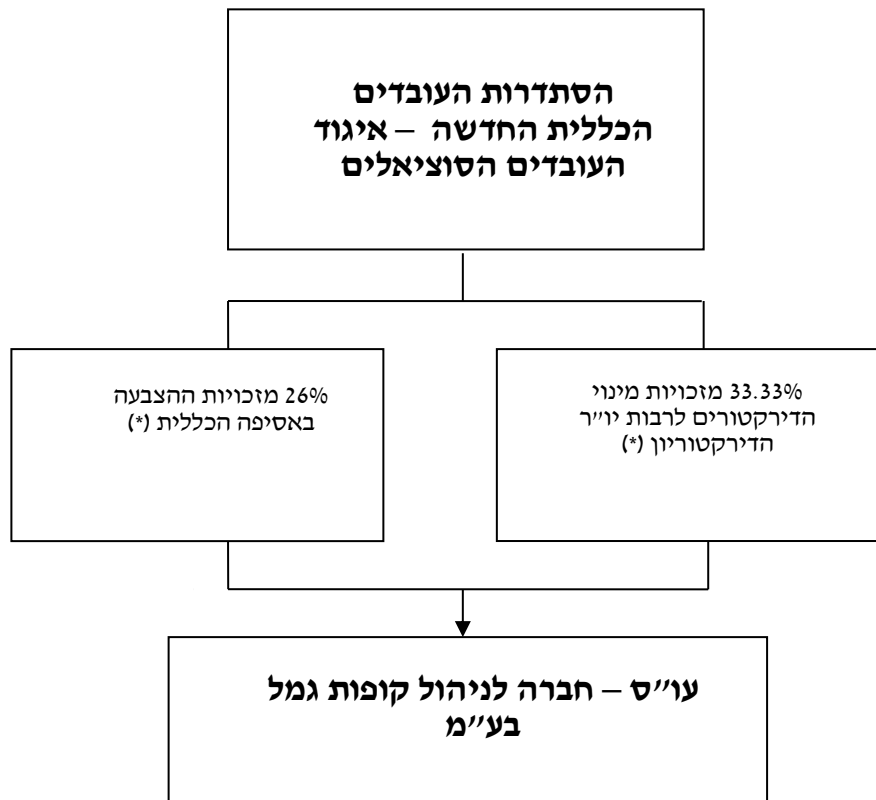 הסתדרות העובדים
הכללית החדשה – איגוד
העובדים הסוציאלים
33.33% מזכויות מינוי
הדירקטורים לרבות יו״ר
הדירקטוריון (*)
26% מזכויות ההצבעה
באסיפה הכללית (*)
עו״ס – חברה לניהול קופות גמל
בע״מ